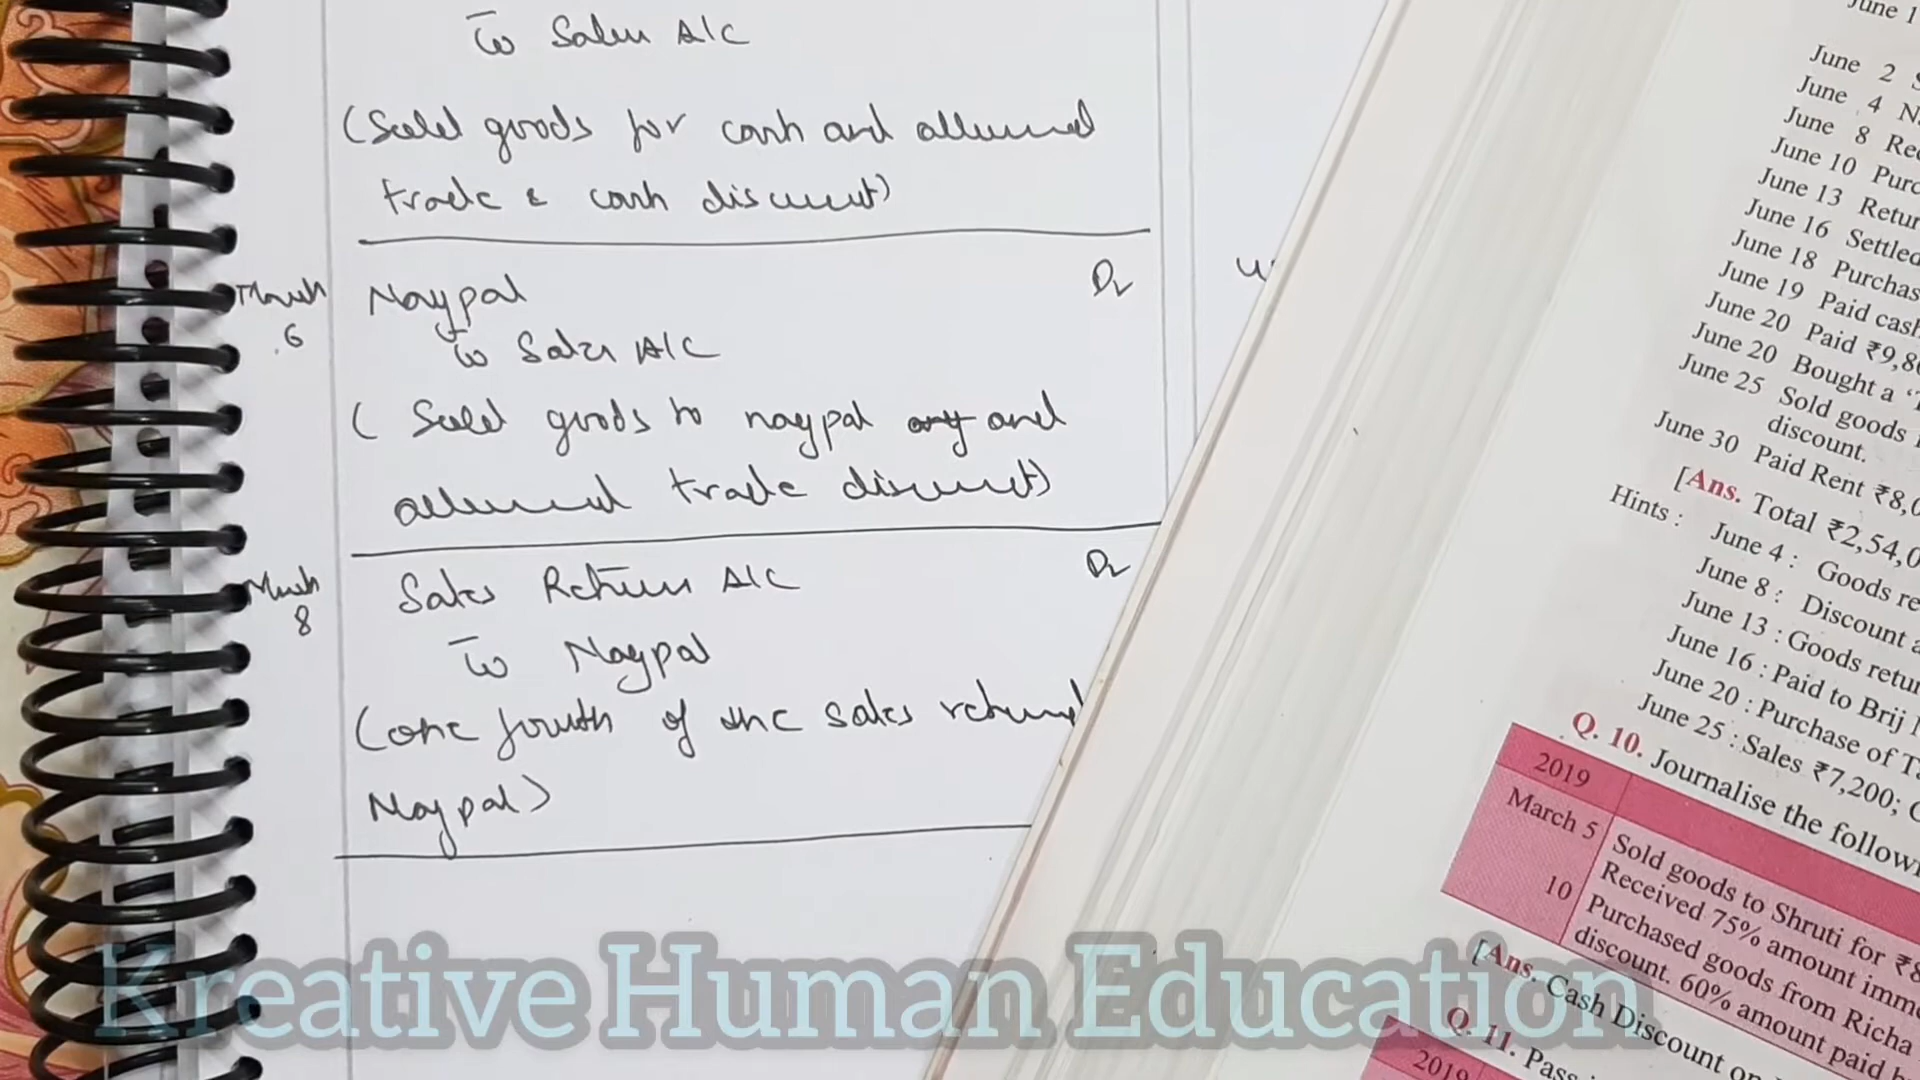 To Sales A/C
(Sold goods for cash and allowed
trade & cash discount)
March
6
Naypal Dr
To Sales A/C
( Sold goods to naypal and
allowed trade discount)
March
8
Sales Return A/C Dr
To Naypal
(one fourth of the sales returned
Naypal)
June 1
June 2 S
June 4 N
June 8 Rec
June 10 Purc
June 13 Retur
June 16 Settled
June 18 Purchas
June 19 Paid cash
June 20 Paid ₹9,80
June 20 Bought a 'T
June 25 Sold goods
discount.
June 30 Paid Rent ₹8,0
[Ans. Total ₹2,54,0
Hints : June 4 : Goods re
June 8 : Discount a
June 13 : Goods retur
June 16 : Paid to Brij
June 20 : Purchase of T
June 25 : Sales ₹7,200; C
Q. 10. Journalise the followi
2019
March 5 Sold goods to Shruti for ₹8
Received 75% amount imme
10 Purchased goods from Richa
discount. 60% amount paid b
[Ans. Cash Discount on
Q. 11. Pass
2019
Kreative Human Education